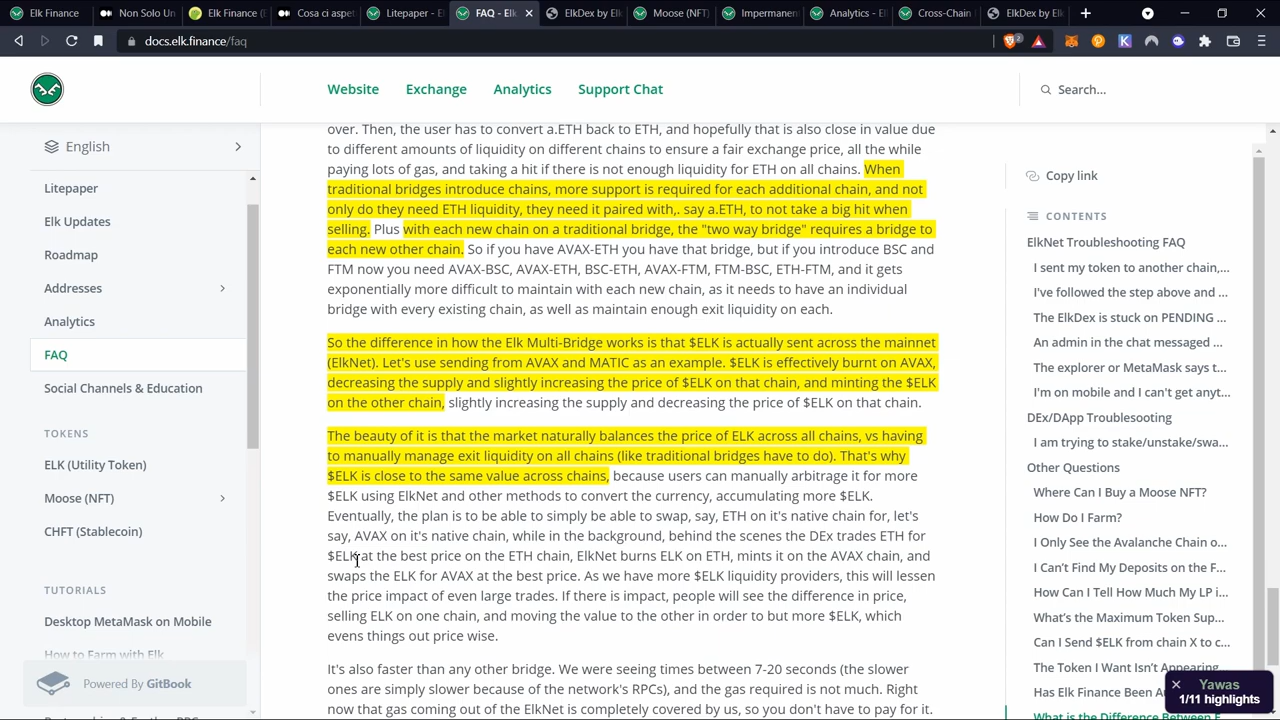 Elk Finance
Non Solo Un
Elk Finance (E
Cosa ci aspet
Litepaper - E
FAQ - Elk
ElkDex by Elk
Moose (NFT)
Impermanent
Analytics - El
Cross-Chain
ElkDex by Elk
docs.elk.finance/faq
Website
Exchange
Analytics
Support Chat
Search...
English
Litepaper
Elk Updates
Roadmap
Addresses
Analytics
FAQ
Social Channels & Education
TOKENS
ELK (Utility Token)
Moose (NFT)
CHFT (Stablecoin)
TUTORIALS
Desktop MetaMask on Mobile
How to Farm with Elk
Powered By GitBook
over. Then, the user has to convert a.ETH back to ETH, and hopefully that is also close in value due
to different amounts of liquidity on different chains to ensure a fair exchange price, all the while
paying lots of gas, and taking a hit if there is not enough liquidity for ETH on all chains. When
traditional bridges introduce chains, more support is required for each additional chain, and not
only do they need ETH liquidity, they need it paired with,. say a.ETH, to not take a big hit when
selling. Plus with each new chain on a traditional bridge, the "two way bridge" requires a bridge to
each new other chain. So if you have AVAX-ETH you have that bridge, but if you introduce BSC and
FTM now you need AVAX-BSC, AVAX-ETH, BSC-ETH, AVAX-FTM, FTM-BSC, ETH-FTM, and it gets
exponentially more difficult to maintain with each new chain, as it needs to have an individual
bridge with every existing chain, as well as maintain enough exit liquidity on each.
So the difference in how the Elk Multi-Bridge works is that $ELK is actually sent across the mainnet
(ElkNet). Let's use sending from AVAX and MATIC as an example. $ELK is effectively burnt on AVAX,
decreasing the supply and slightly increasing the price of $ELK on that chain, and minting the $ELK
on the other chain, slightly increasing the supply and decreasing the price of $ELK on that chain.
The beauty of it is that the market naturally balances the price of ELK across all chains, vs having
to manually manage exit liquidity on all chains (like traditional bridges have to do). That's why
$ELK is close to the same value across chains, because users can manually arbitrage it for more
$ELK using ElkNet and other methods to convert the currency, accumulating more $ELK.
Eventually, the plan is to be able to simply be able to swap, say, ETH on it's native chain for, let's
say, AVAX on it's native chain, while in the background, behind the scenes the DEx trades ETH for
$ELK at the best price on the ETH chain, ElkNet burns ELK on ETH, mints it on the AVAX chain, and
swaps the ELK for AVAX at the best price. As we have more $ELK liquidity providers, this will lessen
the price impact of even large trades. If there is impact, people will see the difference in price,
selling ELK on one chain, and moving the value to the other in order to but more $ELK, which
evens things out price wise.
It's also faster than any other bridge. We were seeing times between 7-20 seconds (the slower
ones are simply slower because of the network's RPCs), and the gas required is not much. Right
now that gas coming out of the ElkNet is completely covered by us, so you don't have to pay for it.
Copy link
CONTENTS
ElkNet Troubleshooting FAQ
I sent my token to another chain,...
I've followed the step above and ...
The ElkDex is stuck on PENDING ...
An admin in the chat messaged ...
The explorer or MetaMask says t...
I'm on mobile and I can't get anyt...
DEx/DApp Troublesooting
I am trying to stake/unstake/swa...
Other Questions
Where Can I Buy a Moose NFT?
How Do I Farm?
I Only See the Avalanche Chain o...
I Can't Find My Deposits on the F...
How Can I Tell How Much My LP i...
What's the Maximum Token Sup...
Can I Send $ELK from chain X to c...
The Token I Want Isn't Appearing...
Has Elk Finance Been A
What is the Difference Between E
Yawas
1/11 highlights